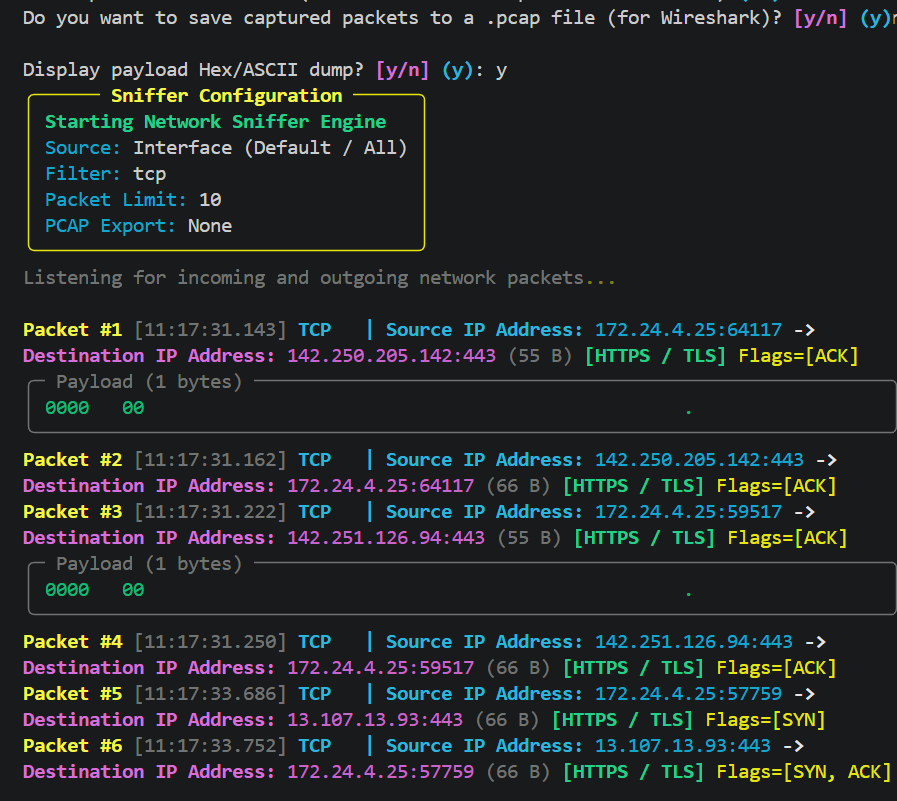 Do you want to save captured packets to a .pcap file (for Wireshark)? [y/n] (y)
Display payload Hex/ASCII dump? [y/n] (y): y
Sniffer Configuration
Starting Network Sniffer Engine
Source: Interface (Default / All)
Filter: tcp
Packet Limit: 10
PCAP Export: None
Listening for incoming and outgoing network packets...
Packet #1 [11:17:31.143] TCP | Source IP Address: 172.24.4.25:64117 ->
Destination IP Address: 142.250.205.142:443 (55 B) [HTTPS / TLS] Flags=[ACK]
Payload (1 bytes)
0000 00 .
Packet #2 [11:17:31.162] TCP | Source IP Address: 142.250.205.142:443 ->
Destination IP Address: 172.24.4.25:64117 (66 B) [HTTPS / TLS] Flags=[ACK]
Packet #3 [11:17:31.222] TCP | Source IP Address: 172.24.4.25:59517 ->
Destination IP Address: 142.251.126.94:443 (55 B) [HTTPS / TLS] Flags=[ACK]
Payload (1 bytes)
0000 00 .
Packet #4 [11:17:31.250] TCP | Source IP Address: 142.251.126.94:443 ->
Destination IP Address: 172.24.4.25:59517 (66 B) [HTTPS / TLS] Flags=[ACK]
Packet #5 [11:17:33.686] TCP | Source IP Address: 172.24.4.25:57759 ->
Destination IP Address: 13.107.13.93:443 (66 B) [HTTPS / TLS] Flags=[SYN]
Packet #6 [11:17:33.752] TCP | Source IP Address: 13.107.13.93:443 ->
Destination IP Address: 172.24.4.25:57759 (66 B) [HTTPS / TLS] Flags=[SYN, ACK]